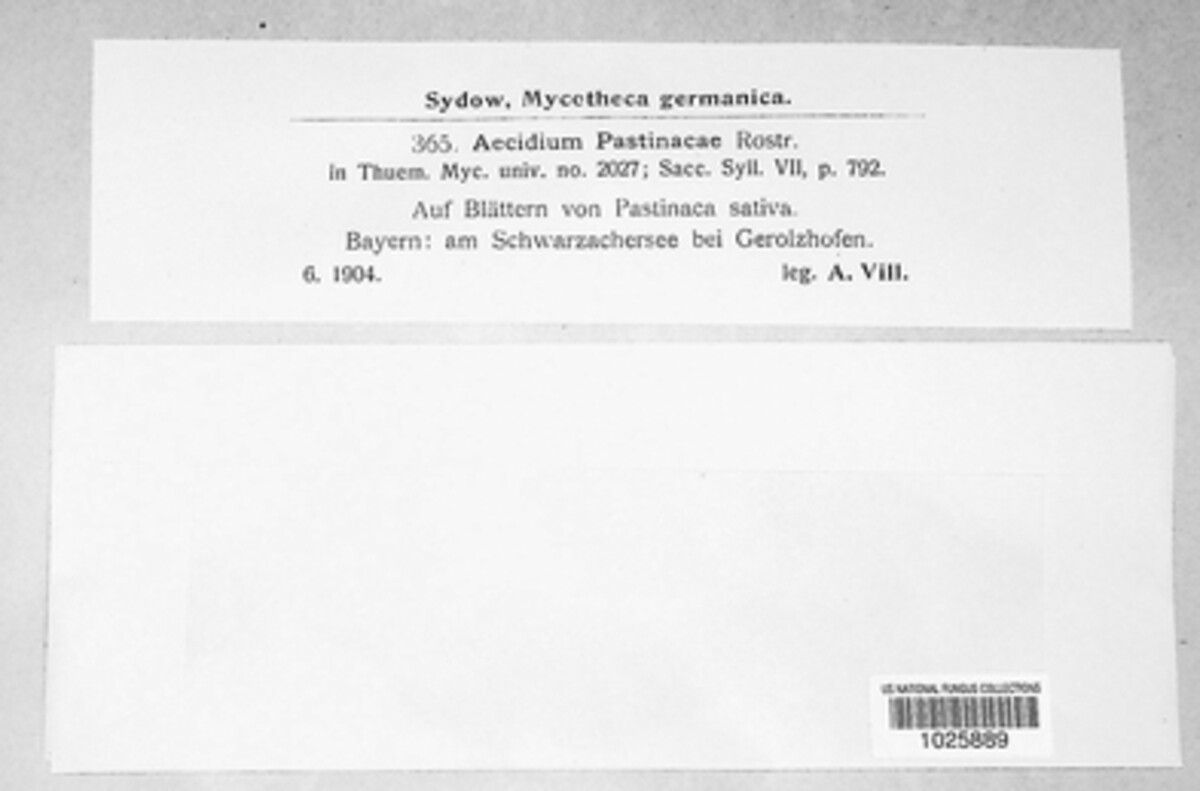 Sydow, Mycotheca germanica.
365. Aecidium Pastinacae Rostr.
in Thuem. Myc. univ. no. 2027; Sacc. Syll. VII, p. 792.
Auf Blättern von Pastinaca sativa.
Bayern: am Schwarzachersee bei Gerolzhofen.
6. 1904. leg. A. Vill.
US NATIONAL FUNGUS COLLECTIONS
1025889